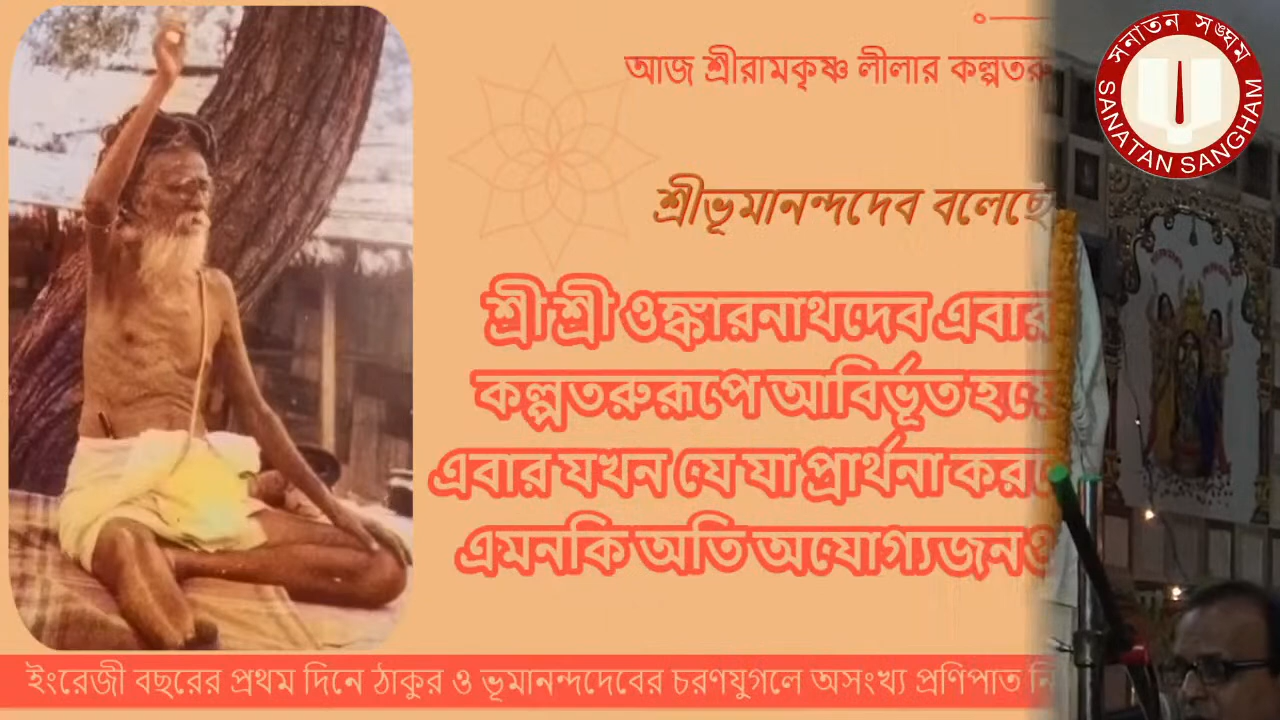 আজ শ্রীরামকৃষ্ণ লীলার কল্পতরু
সনাতন সঙ্ঘম
SANATAN SANGHAM
শ্রীভূমানন্দদেব বলেছে
শ্রী শ্রী ওঙ্কারনাথদেব এবার
কল্পতরুরূপে আবির্ভূত হয়ে
এবার যখন যে যা প্রার্থনা
এমনকি অতি অযোগ্যজনও
ইংরেজী বছরের প্রথম দিনে ঠাকুর ও ভূমানন্দদেবের চরণযুগলে অসংখ্য প্রণিপাত